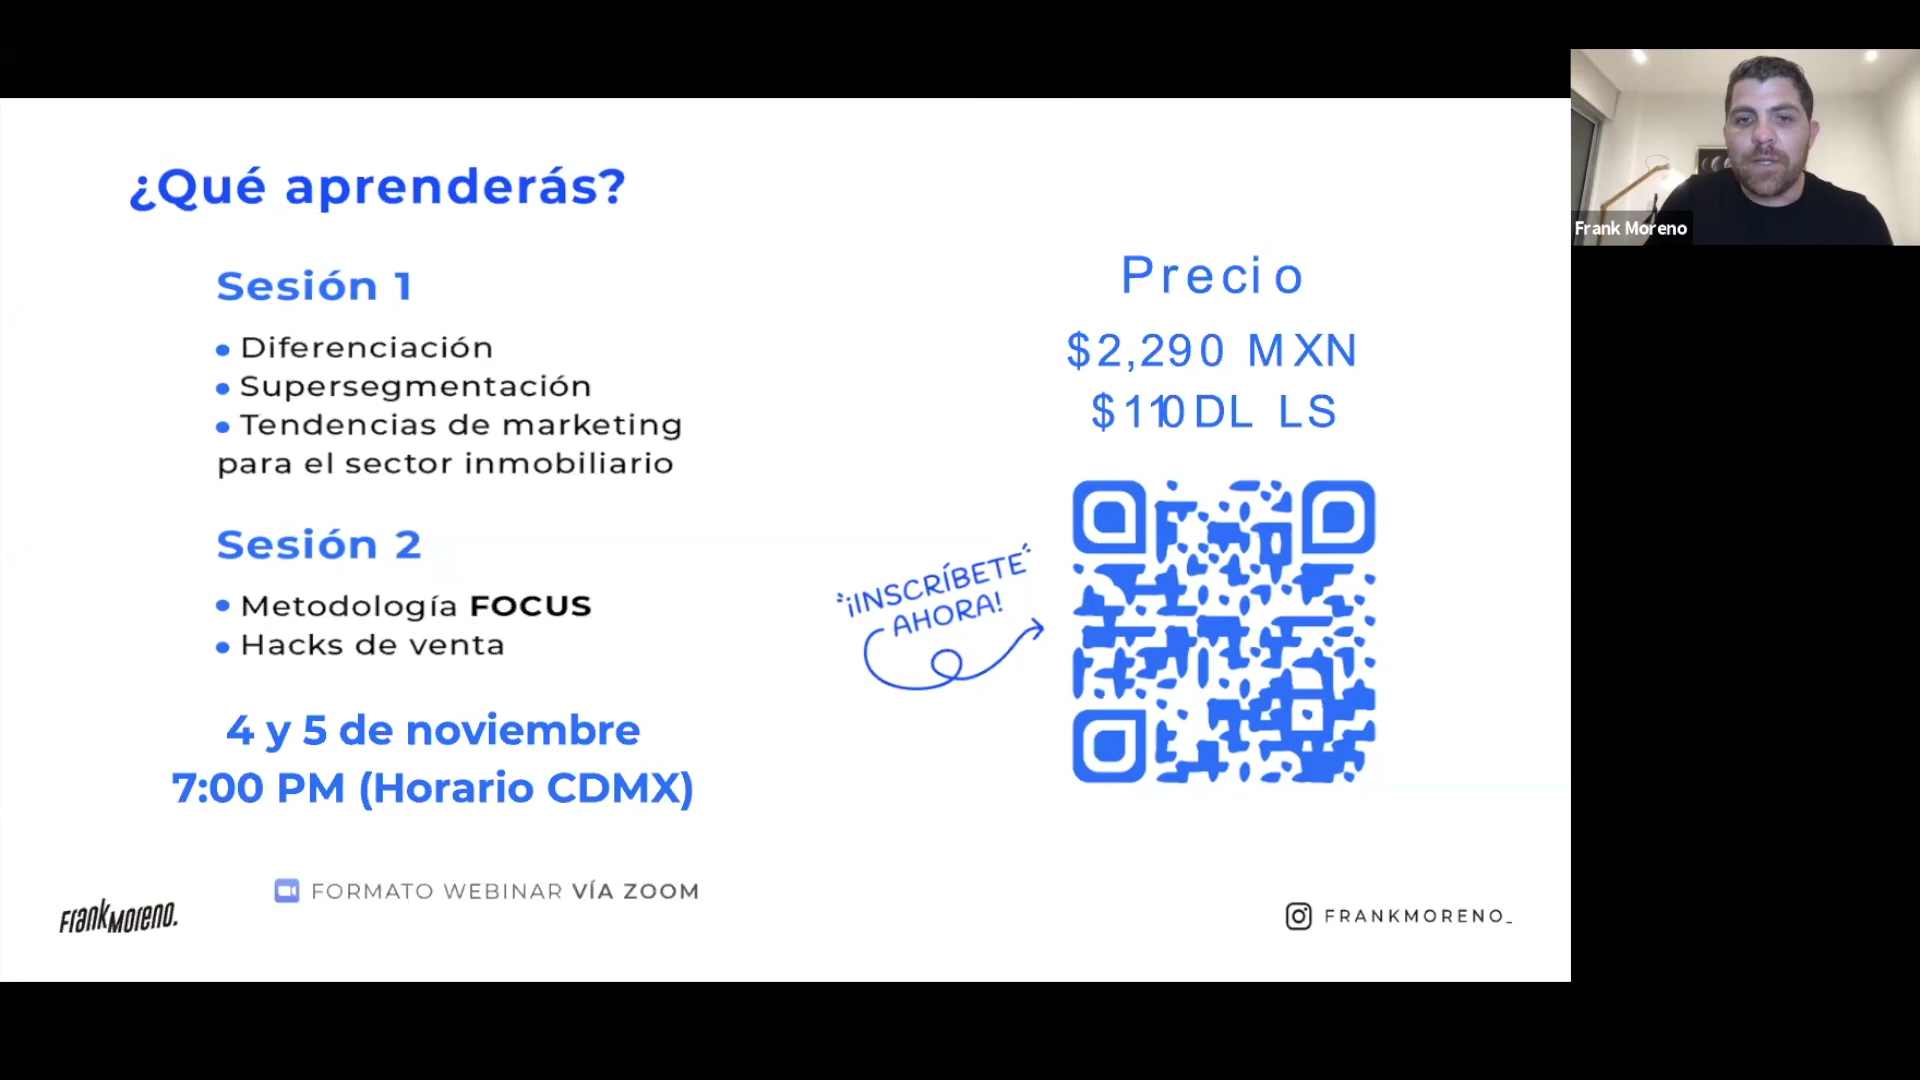 ¿Qué aprenderás?
Sesión 1
• Diferenciación
• Supersegmentación
• Tendencias de marketing
para el sector inmobiliario
Sesión 2
• Metodología FOCUS
• Hacks de venta
4 y 5 de noviembre
7:00 PM (Horario CDMX)
FORMATO WEBINAR VÍA ZOOM
FrankMoreno.
Precio
$2,290 MXN
$110 DLLS
¡INSCRÍBETE
AHORA!
FRANKMORENO_
Frank Moreno